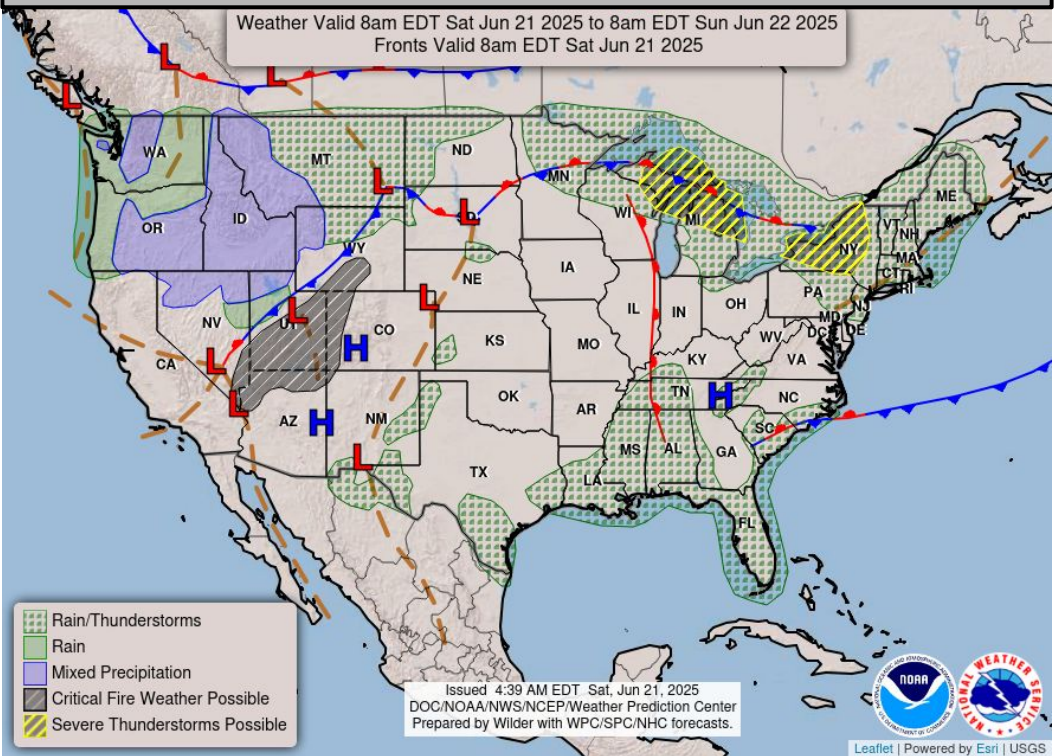 Weather Valid 8am EDT Sat Jun 21 2025 to 8am EDT Sun Jun 22 2025
Fronts Valid 8am EDT Sat Jun 21 2025
L
L
L
WA
MT
ND
MN
ME
OR
ID
L
L
WI
MI
VT
NH
NY
MA
CT
RI
WY
NE
IA
PA
NJ
OH
MD
DE
DC
NV
UT
L
L
CO
KS
MO
IL
IN
WV
VA
KY
CA
L
H
L
AZ
H
NM
OK
AR
TN
H
NC
SC
L
TX
LA
MS
AL
GA
FL
Rain/Thunderstorms
Rain
Mixed Precipitation
Critical Fire Weather Possible
Severe Thunderstorms Possible
Issued 4:39 AM EDT Sat, Jun 21, 2025
DOC/NOAA/NWS/NCEP/Weather Prediction Center
Prepared by Wilder with WPC/SPC/NHC forecasts.
NOAA
NATIONAL WEATHER SERVICE
Leaflet | Powered by Esri | USGS